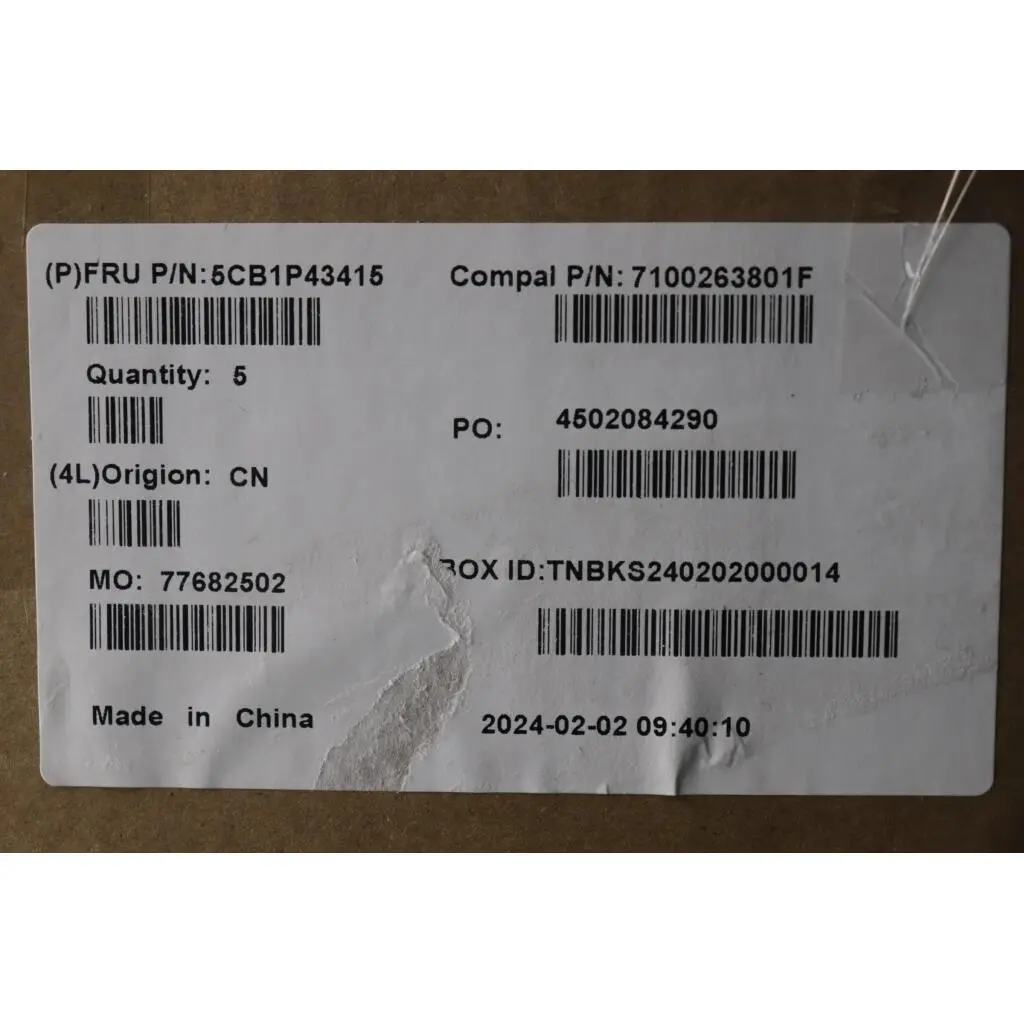 (P)FRU P/N:5CB1P43415
Compal P/N: 7100263801F
Quantity: 5
PO: 4502084290
(4L)Origion: CN
MO: 77682502
BOX ID:TNBKS240202000014
Made in China
2024-02-02 09:40:10